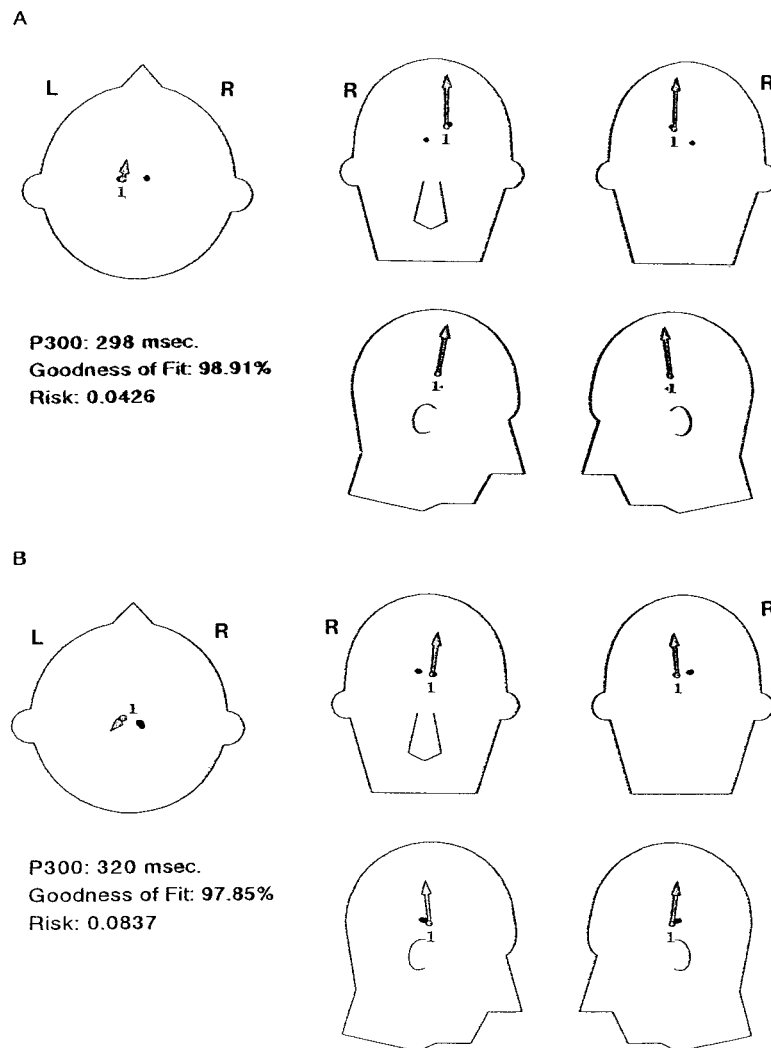 A
L
R
R
R
1
1
1
P300: 298 msec.
Goodness of Fit: 98.91%
Risk: 0.0426
1
1
B
L
R
R
R
1
1
1
P300: 320 msec.
Goodness of Fit: 97.85%
Risk: 0.0837
1
1